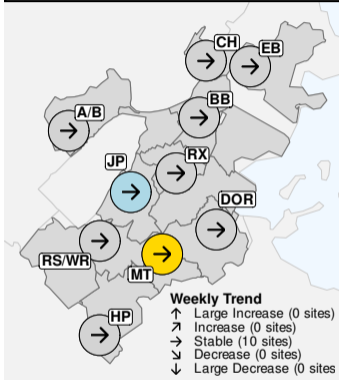 CH
EB
BB
A/B
RX
JP
DOR
RS/WR
MT
HP
Weekly Trend
↑ Large Increase (0 sites)
↗ Increase (0 sites)
→ Stable (10 sites)
↘ Decrease (0 sites)
↓ Large Decrease (0 sites